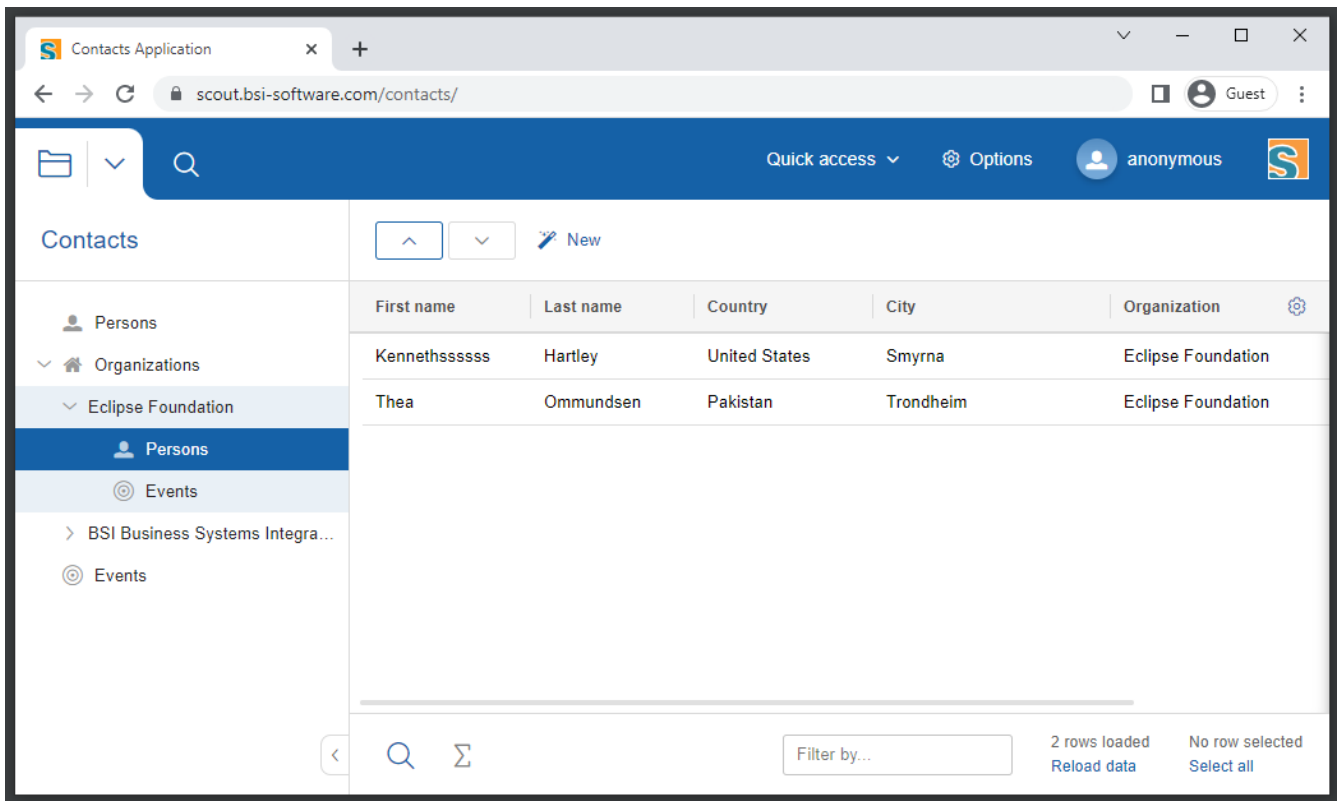 Contacts Application
scout.bsi-software.com/contacts/
Guest
Quick access
Options
anonymous
Contacts
New
Persons
Organizations
Eclipse Foundation
Persons
Events
BSI Business Systems Integra...
Events
First name Last name Country City Organization
Kennethssssss Hartley United States Smyrna Eclipse Foundation
Thea Ommundsen Pakistan Trondheim Eclipse Foundation
Filter by...
2 rows loaded
Reload data
No row selected
Select all